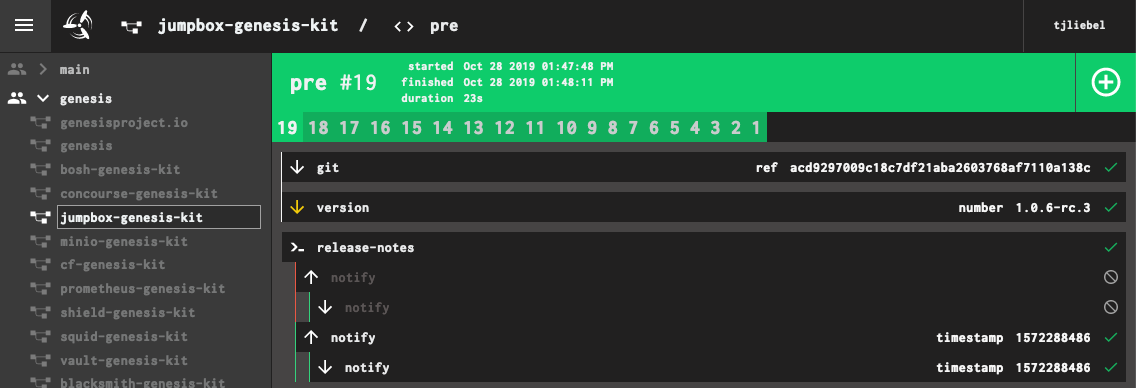 jumpbox-genesis-kit / <> pre
tjliebel
main
genesis
genesisproject.io
genesis
bosh-genesis-kit
concourse-genesis-kit
jumpbox-genesis-kit
minio-genesis-kit
cf-genesis-kit
prometheus-genesis-kit
shield-genesis-kit
squid-genesis-kit
vault-genesis-kit
blacksmith-genesis-kit
pre #19
started Oct 28 2019 01:47:48 PM
finished Oct 28 2019 01:48:11 PM
duration 23s
19 18 17 16 15 14 13 12 11 10 9 8 7 6 5 4 3 2 1
git ref acd9297009c18c7df21aba2603768af7110a138c
version number 1.0.6-rc.3
release-notes
notify
notify
notify timestamp 1572288486
notify timestamp 1572288486